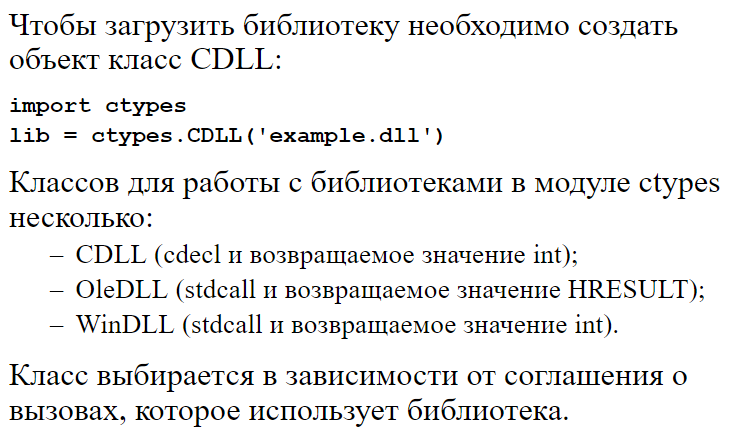 Чтобы загрузить библиотеку необходимо создать
объект класс CDLL:
import ctypes
lib = ctypes.CDLL('example.dll')
Классов для работы с библиотеками в модуле ctypes
несколько:
– CDLL (cdecl и возвращаемое значение int);
– OleDLL (stdcall и возвращаемое значение HRESULT);
– WinDLL (stdcall и возвращаемое значение int).
Класс выбирается в зависимости от соглашения о
вызовах, которое использует библиотека.